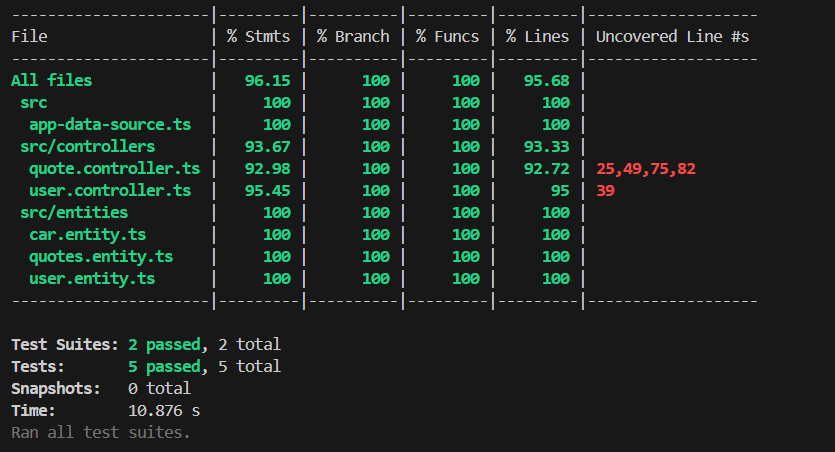 ---------------------|---------|----------|---------|---------|-------------------
File                 | % Stmts | % Branch | % Funcs | % Lines | Uncovered Line #s
---------------------|---------|----------|---------|---------|-------------------
All files            |   96.15 |      100 |     100 |   95.68 |
 src                 |     100 |      100 |     100 |     100 |
  app-data-source.ts |     100 |      100 |     100 |     100 |
 src/controllers     |   93.67 |      100 |     100 |   93.33 |
  quote.controller.ts |   92.98 |      100 |     100 |   92.72 | 25,49,75,82
  user.controller.ts |   95.45 |      100 |     100 |      95 | 39
 src/entities        |     100 |      100 |     100 |     100 |
  car.entity.ts      |     100 |      100 |     100 |     100 |
  quotes.entity.ts   |     100 |      100 |     100 |     100 |
  user.entity.ts     |     100 |      100 |     100 |     100 |
---------------------|---------|----------|---------|---------|-------------------
Test Suites: 2 passed, 2 total
Tests:       5 passed, 5 total
Snapshots:   0 total
Time:        10.876 s
Ran all test suites.